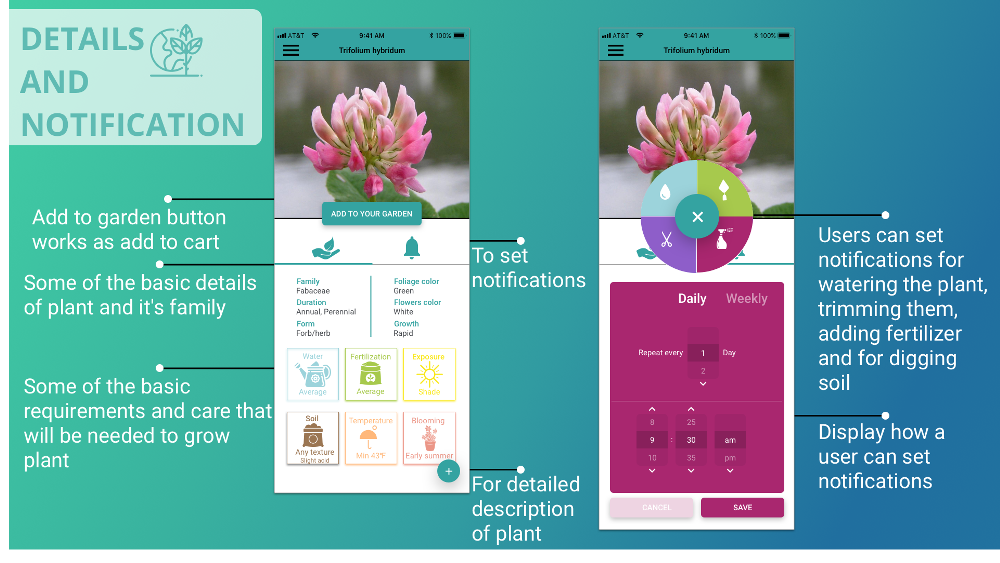 DETAILS
AND
NOTIFICATION
Add to garden button
works as add to cart
Some of the basic details
of plant and it's family
Some of the basic
requirements and care that
will be needed to grow
plant
AT&T 9:41 AM 100%
Trifolium hybridum
ADD TO YOUR GARDEN
Family
Fabaceae
Duration
Annual, Perennial
Form
Forb/herb
Foliage color
Green
Flowers color
White
Growth
Rapid
Water
Average
Fertilization
Average
Exposure
Shade
Soil
Any texture
Slight acid
Temperature
Min 43°F
Blooming
Early summer
+
To set
notifications
For detailed
description
of plant
AT&T 9:41 AM 100%
Trifolium hybridum
Daily Weekly
Repeat every 1 Day
2
8 25
9 : 30 am
10 35 pm
CANCEL SAVE
Users can set
notifications for
watering the plant,
trimming them,
adding fertilizer
and for digging
soil
Display how a
user can set
notifications